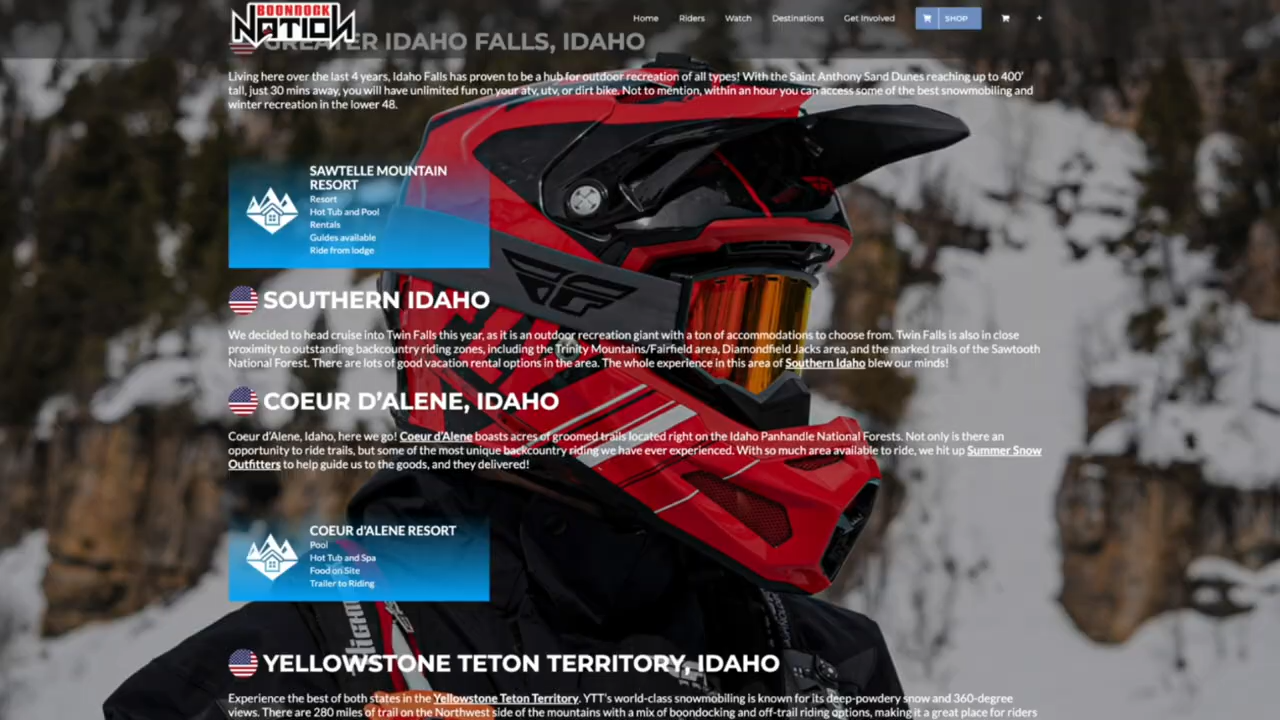 BOONDOCK
NATION
Home Riders Watch Destinations Get Involved SHOP +
GREATER IDAHO FALLS, IDAHO
Living here over the last 4 years, Idaho Falls has proven to be a hub for outdoor recreation of all types! With the Saint Anthony Sand Dunes reaching up to 400'
tall, just 30 mins away, you will have unlimited fun on your atv, utv, or dirt bike. Not to mention, within an hour you can access some of the best snowmobiling and
winter recreation in the lower 48.
SAWTELLE MOUNTAIN
RESORT
Resort
Hot Tub and Pool
Rentals
Guides available
Ride from lodge
SOUTHERN IDAHO
We decided to head cruise into Twin Falls this year, as it is an outdoor recreation giant with a ton of accommodations to choose from. Twin Falls is also in close
proximity to outstanding backcountry riding zones, including the Trinity Mountains/Fairfield area, Diamondfield Jacks area, and the marked trails of the Sawtooth
National Forest. There are lots of good vacation rental options in the area. The whole experience in this area of Southern Idaho blew our minds!
COEUR D'ALENE, IDAHO
Coeur d'Alene, Idaho, here we go! Coeur d'Alene boasts acres of groomed trails located right on the Idaho Panhandle National Forests. Not only is there an
opportunity to ride trails, but some of the most unique backcountry riding we have ever experienced. With so much area available to ride, we hit up Summer Snow
Outfitters to help guide us to the goods, and they delivered!
COEUR d'ALENE RESORT
Pool
Hot Tub and Spa
Food on Site
Trailer to Riding
YELLOWSTONE TETON TERRITORY, IDAHO
Experience the best of both states in the Yellowstone Teton Territory. YTT's world-class snowmobiling is known for its deep-powdery snow and 360-degree
views. There are 280 miles of trail on the Northwest side of the mountains with a mix of boondocking and off-trail riding options, making it a great place for riders